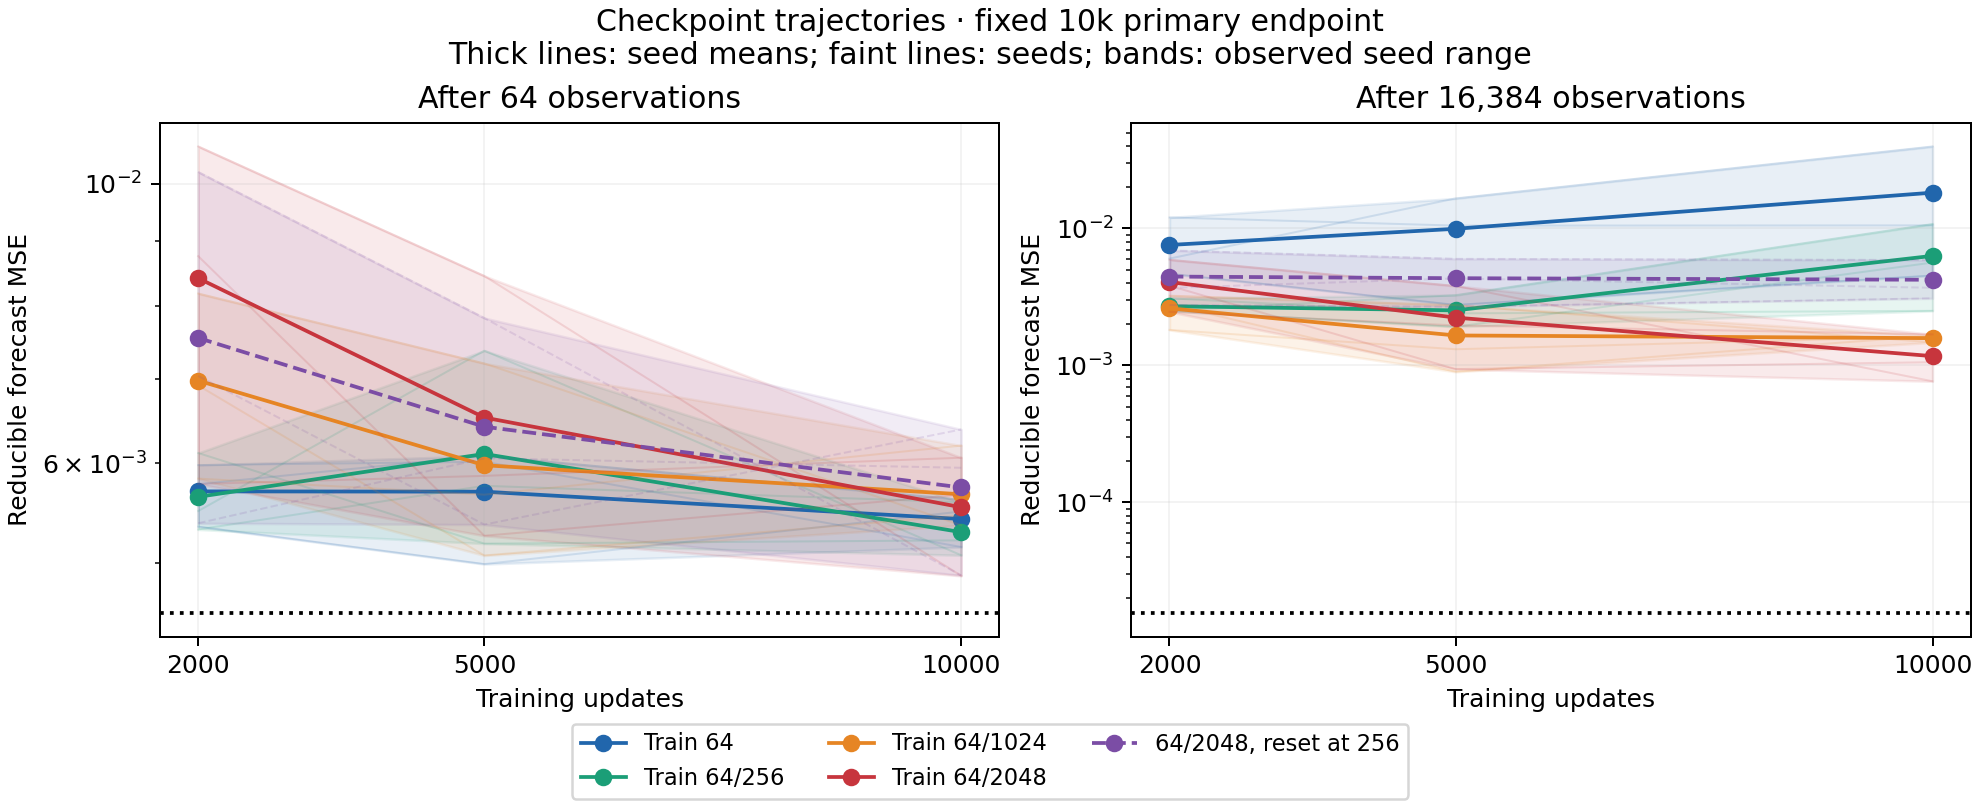 Checkpoint trajectories · fixed 10k primary endpoint
Thick lines: seed means; faint lines: seeds; bands: observed seed range
After 64 observations
Reducible forecast MSE
10⁻²
6 × 10⁻³
2000 5000 10000
Training updates
After 16,384 observations
Reducible forecast MSE
10⁻²
10⁻³
10⁻⁴
2000 5000 10000
Training updates
Train 64
Train 64/256
Train 64/1024
Train 64/2048
64/2048, reset at 256